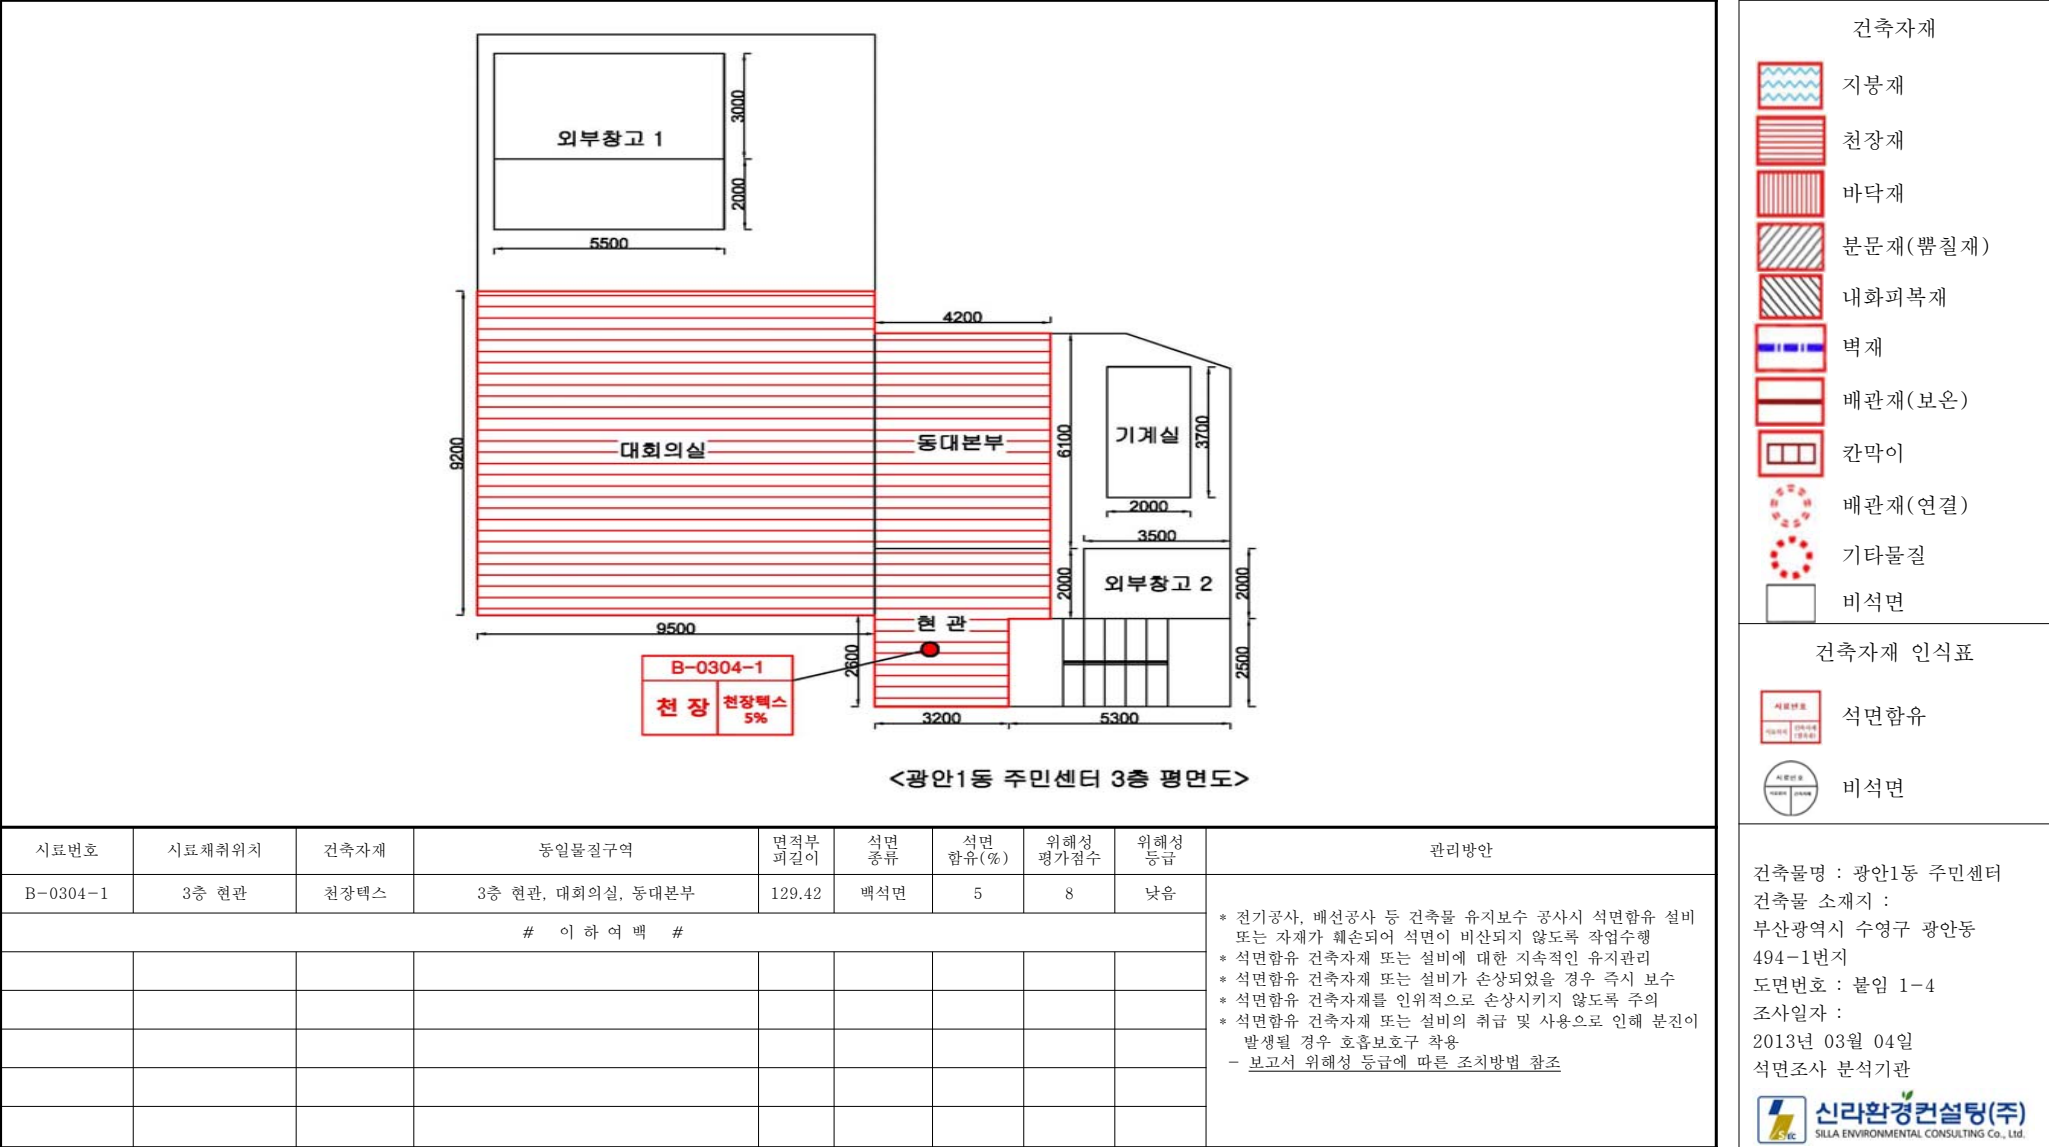 외부창고 1
3000
2000
5500
4200
9200
대회의실
동대본부
6100
기계실
3700
2000
3500
2000
외부창고 2
2000
현 관
9500
2600
2500
B-0304-1
천 장
천장텍스
5%
3200
5300
<광안1동 주민센터 3층 평면도>
시료번호 시료채취위치 건축자재 동일물질구역 면적부피길이 석면종류 석면함유(%) 위해성평가점수 위해성등급 관리방안
B-0304-1 3층 현관 천장텍스 3층 현관, 대회의실, 동대본부 129.42 백석면 5 8 낮음
# 이 하 여 백 #
* 전기공사, 배선공사 등 건축물 유지보수 공사시 석면함유 설비
또는 자재가 훼손되어 석면이 비산되지 않도록 작업수행
* 석면함유 건축자재 또는 설비에 대한 지속적인 유지관리
* 석면함유 건축자재 또는 설비가 손상되었을 경우 즉시 보수
* 석면함유 건축자재를 인위적으로 손상시키지 않도록 주의
* 석면함유 건축자재 또는 설비의 취급 및 사용으로 인해 분진이
발생될 경우 호흡보호구 착용
- 보고서 위해성 등급에 따른 조치방법 참조
건축자재
지붕재
천장재
바닥재
분문재(뿜칠재)
내화피복재
벽재
배관재(보온)
칸막이
배관재(연결)
기타물질
비석면
건축자재 인식표
시료번호
석면함유
시료번호
비석면
건축물명 : 광안1동 주민센터
건축물 소재지 :
부산광역시 수영구 광안동
494-1번지
도면번호 : 붙임 1-4
조사일자 :
2013년 03월 04일
석면조사 분석기관
SEC
신라환경컨설팅(주)
SILLA ENVIRONMENTAL CONSULTING Co., Ltd.